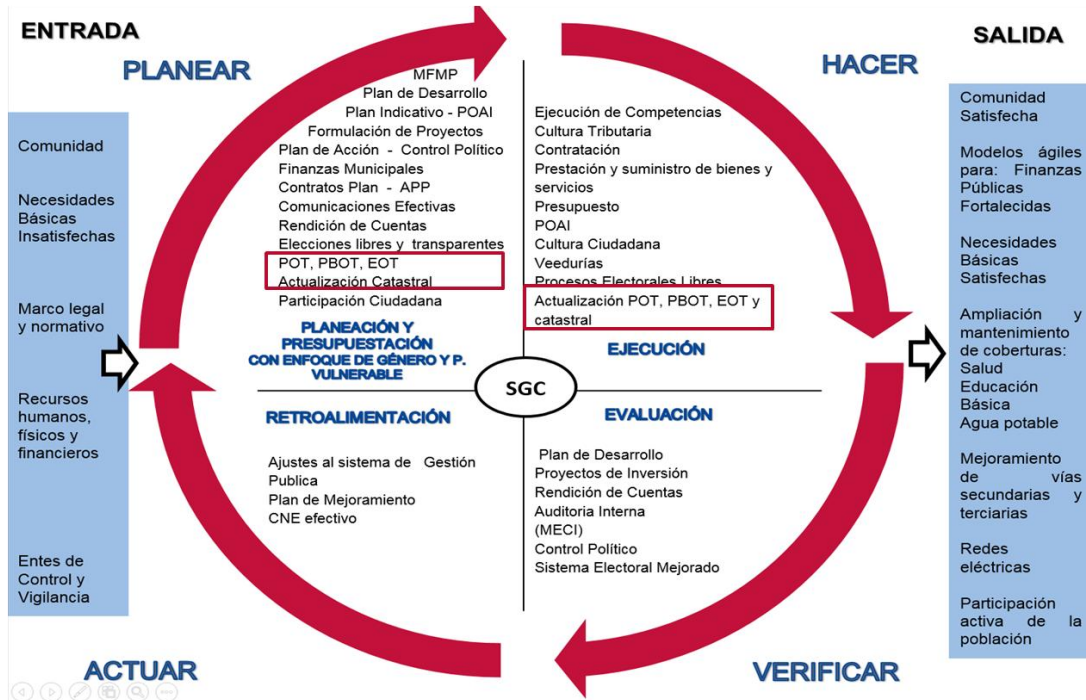 ENTRADA
PLANEAR
HACER
SALIDA
Comunidad
Necesidades
Básicas
Insatisfechas
Marco legal
y normativo
Recursos
humanos,
físicos y
financieros
Entes de
Control y
Vigilancia
MFMP
Plan de Desarrollo
Plan Indicativo - POAI
Formulación de Proyectos
Plan de Acción - Control Político
Finanzas Municipales
Contratos Plan - APP
Comunicaciones Efectivas
Rendición de Cuentas
Elecciones libres y transparentes
POT, PBOT, EOT
Actualización Catastral
Participación Ciudadana
PLANEACIÓN Y
PRESUPUESTACIÓN
CON ENFOQUE DE GÉNERO Y P.
VULNERABLE
Ejecución de Competencias
Cultura Tributaria
Contratación
Prestación y suministro de bienes y
servicios
Presupuesto
POAI
Cultura Ciudadana
Veedurías
Procesos Electorales Libres
Actualización POT, PBOT, EOT y
catastral
EJECUCIÓN
SGC
RETROALIMENTACIÓN
Ajustes al sistema de Gestión
Publica
Plan de Mejoramiento
CNE efectivo
EVALUACIÓN
Plan de Desarrollo
Proyectos de Inversión
Rendición de Cuentas
Auditoria Interna
(MECI)
Control Político
Sistema Electoral Mejorado
Comunidad
Satisfecha
Modelos ágiles
para: Finanzas
Públicas
Fortalecidas
Necesidades
Básicas
Satisfechas
Ampliación y
mantenimiento
de coberturas:
Salud
Educación
Básica
Agua potable
Mejoramiento
de vías
secundarias y
terciarias
Redes
eléctricas
Participación
activa de la
población
ACTUAR
VERIFICAR